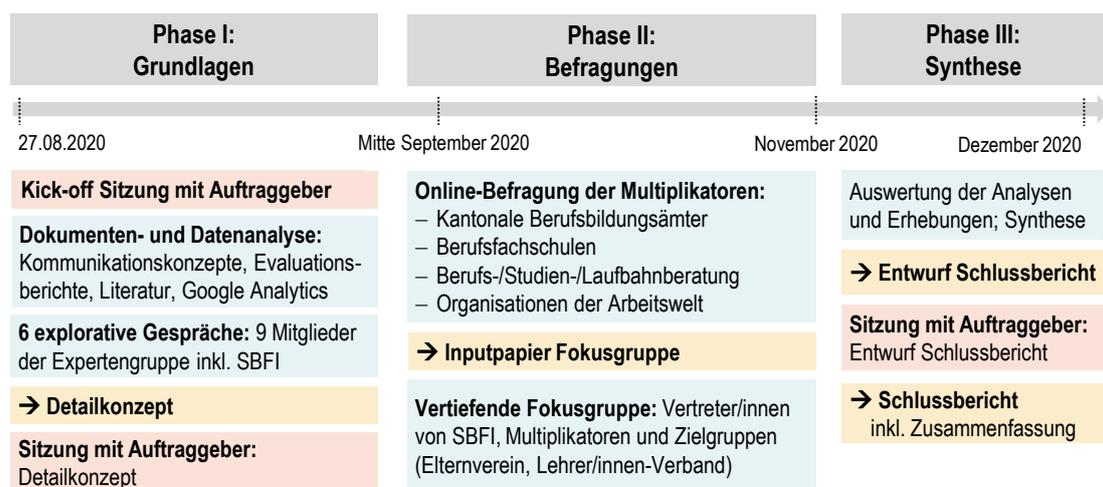 Phase I:
Grundlagen
Phase II:
Befragungen
Phase III:
Synthese
27.08.2020
Mitte September 2020
November 2020
Dezember 2020
Kick-off Sitzung mit Auftraggeber
Dokumenten- und Datenanalyse:
Kommunikationskonzepte, Evaluations-
berichte, Literatur, Google Analytics
6 explorative Gespräche: 9 Mitglieder
der Expertengruppe inkl. SBFI
→ Detailkonzept
Sitzung mit Auftraggeber:
Detailkonzept
Online-Befragung der Multiplikatoren:
– Kantonale Berufsbildungsämter
– Berufsfachschulen
– Berufs-/Studien-/Laufbahnberatung
– Organisationen der Arbeitswelt
→ Inputpapier Fokusgruppe
Vertiefende Fokusgruppe: Vertreter/innen
von SBFI, Multiplikatoren und Zielgruppen
(Elternverein, Lehrer/innen-Verband)
Auswertung der Analysen
und Erhebungen; Synthese
→ Entwurf Schlussbericht
Sitzung mit Auftraggeber:
Entwurf Schlussbericht
→ Schlussbericht
inkl. Zusammenfassung